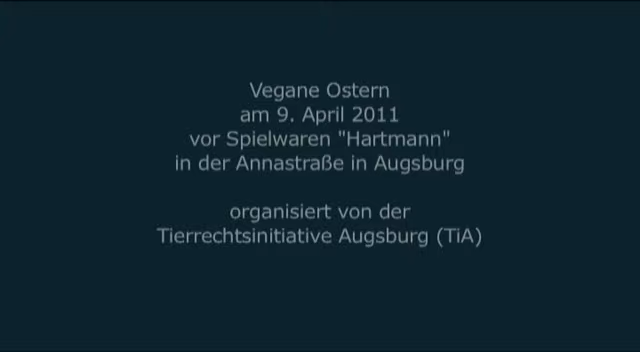 Vegane Ostern
am 9. April 2011
vor Spielwaren "Hartmann"
in der Annastraße in Augsburg
organisiert von der
Tierrechtsinitiative Augsburg (TiA)